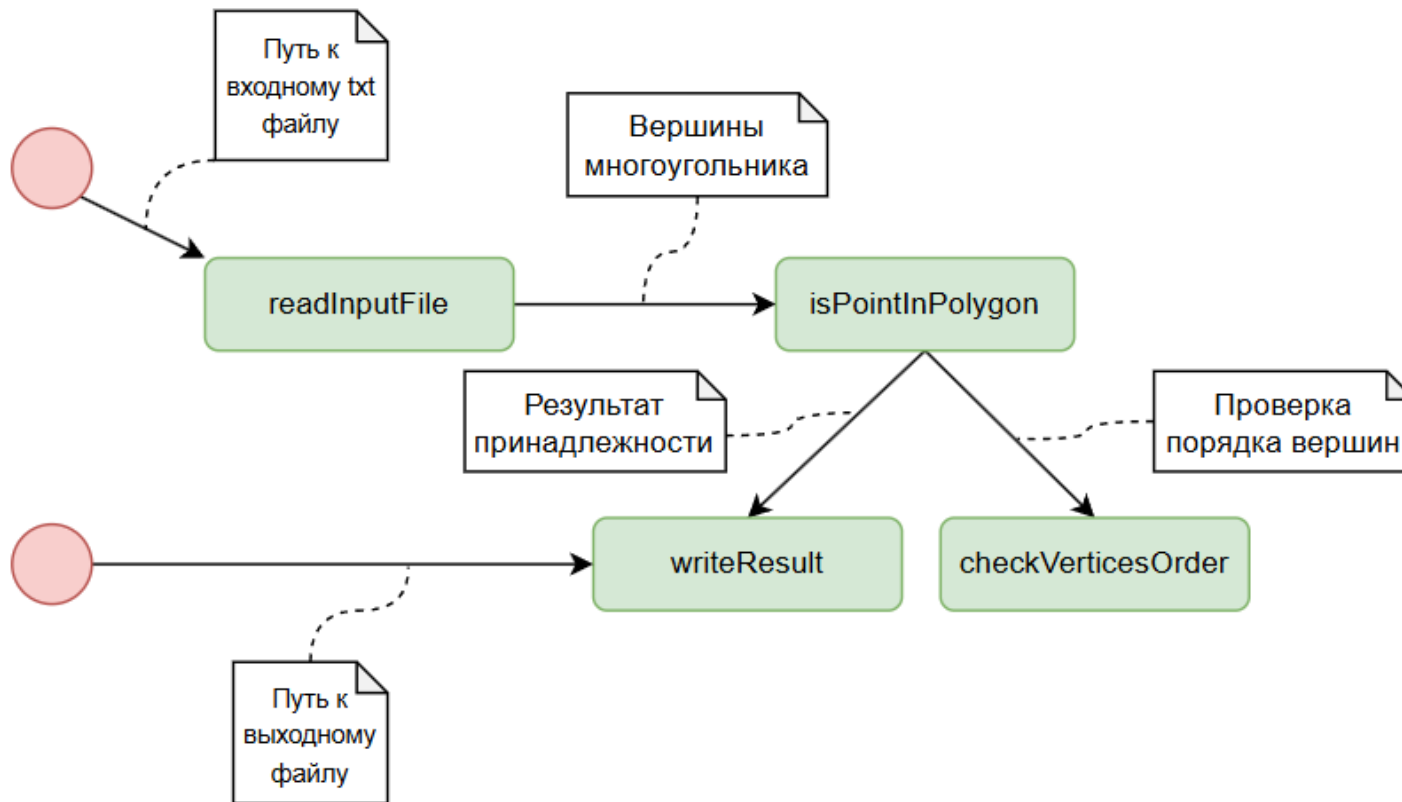 Путь к
входному txt
файлу
Вершины
многоугольника
readInputFile
isPointInPolygon
Результат
принадлежности
Проверка
порядка вершин
writeResult
checkVerticesOrder
Путь к
выходному
файлу